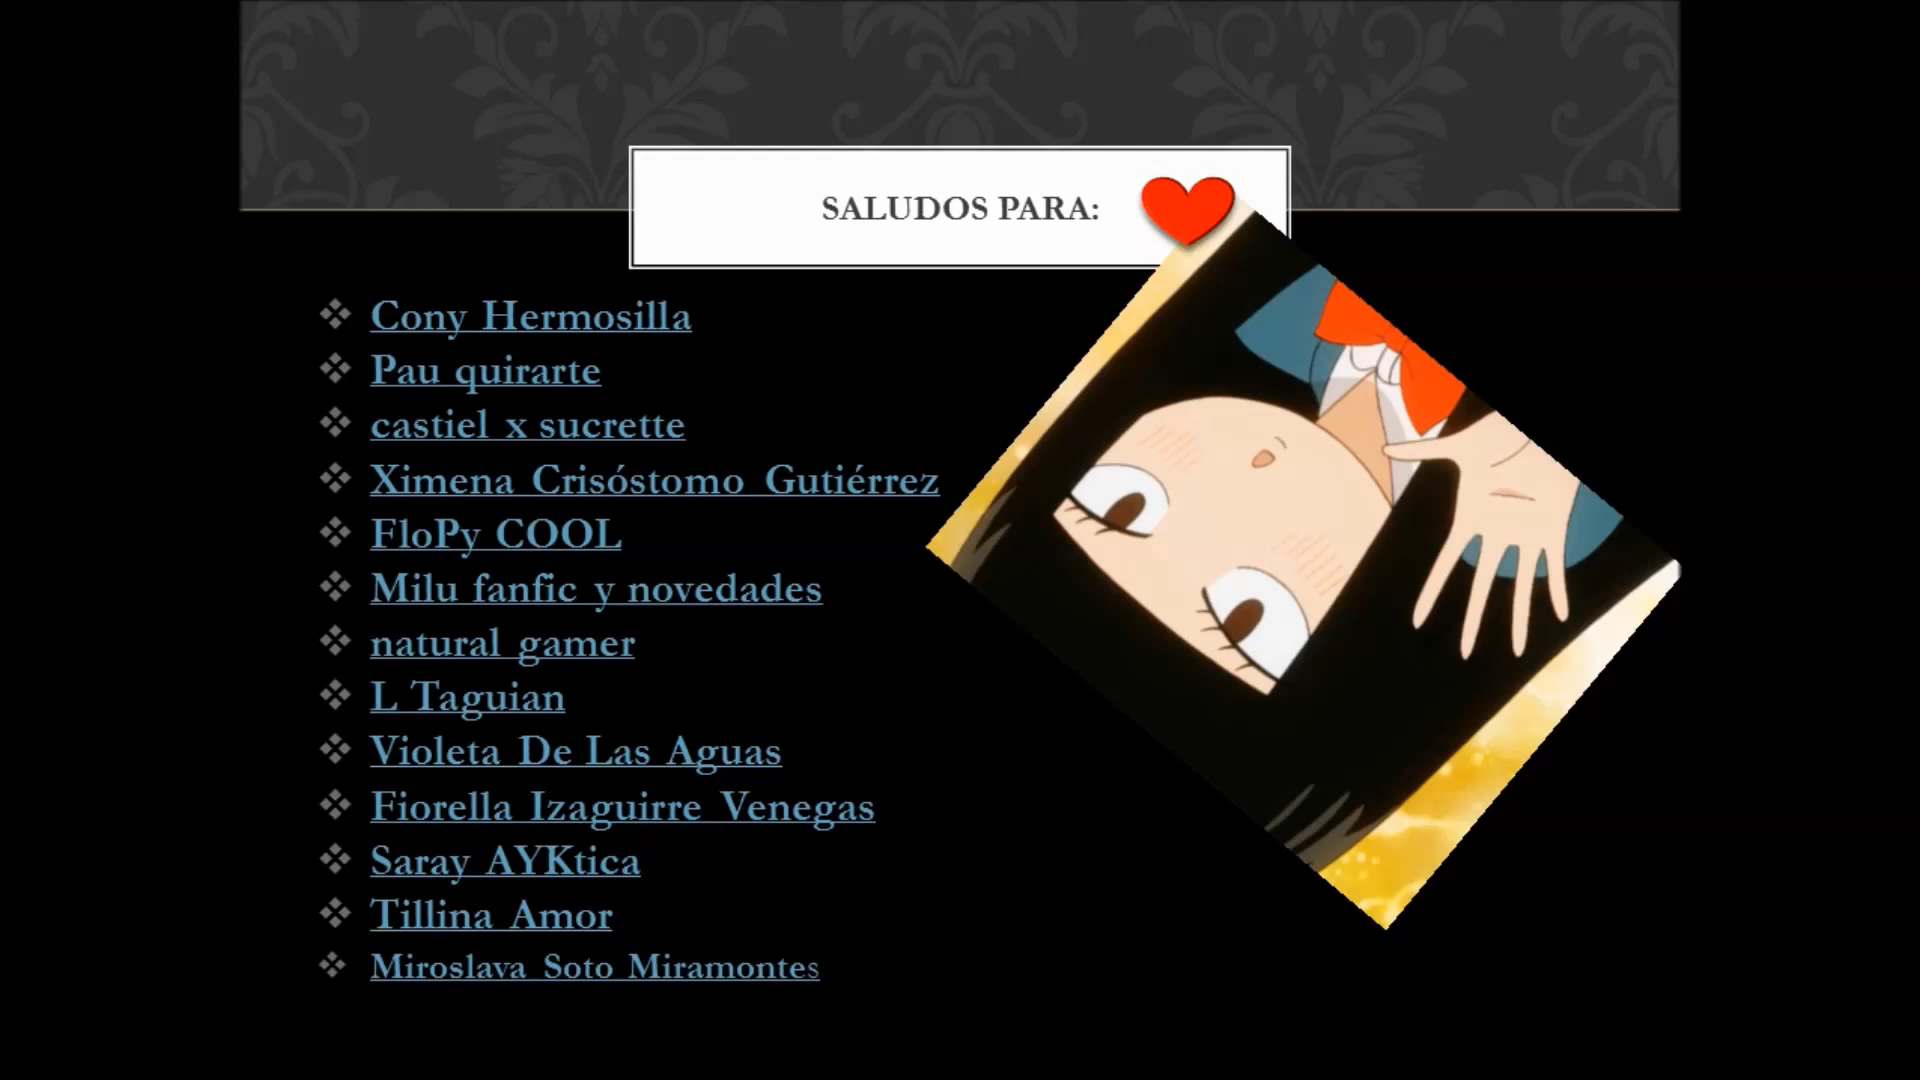 SALUDOS PARA:
Cony Hermosilla
Pau quirarte
castiel x sucrette
Ximena Crisóstomo Gutiérrez
FloPy COOL
Milu fanfic y novedades
natural gamer
L Taguian
Violeta De Las Aguas
Fiorella Izaguirre Venegas
Saray AYKtica
Tillina Amor
Miroslava Soto Miramontes